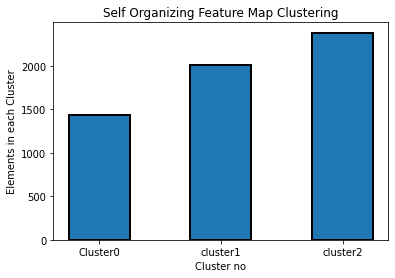 Self Organizing Feature Map Clustering
Elements in each Cluster
2000
1500
1000
500
0
Cluster0 cluster1 cluster2
Cluster no